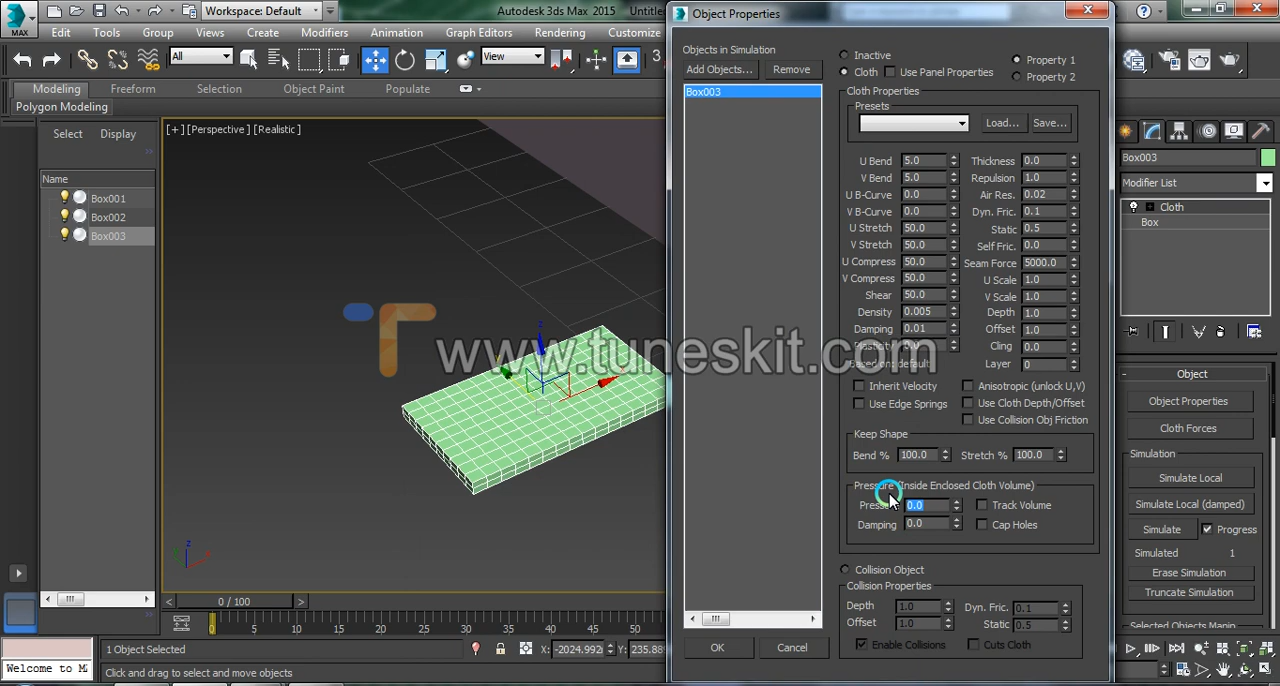 Workspace: Default
Autodesk 3ds Max 2015
Object Properties
MAX
Edit Tools Group Views Create Modifiers Animation Graph Editors Rendering Customize
All
View
Modeling Freeform Selection Object Paint Populate
Polygon Modeling
Select Display
Name
Box001
Box002
Box003
[+] [Perspective] [Realistic]
z
www.tuneskit.com
z
0 / 100
0 5 10 15 20 25 30 35 40 45 50
1 Object Selected
X: -2024.992
Y: 235.88
Welcome to M
Click and drag to select and move objects
Objects in Simulation
Add Objects... Remove
Box003
OK Cancel
Inactive
Cloth Use Panel Properties
Property 1
Property 2
Cloth Properties
Presets
Load... Save...
U Bend 5.0 Thickness 0.0
V Bend 5.0 Repulsion 1.0
U B-Curve 0.0 Air Res. 0.02
V B-Curve 0.0 Dyn. Fric. 0.1
U Stretch 50.0 Static 0.5
V Stretch 50.0 Self Fric. 0.0
U Compress 50.0 Seam Force 5000.0
V Compress 50.0 U Scale 1.0
Shear 50.0 V Scale 1.0
Density 0.005 Depth 1.0
Damping 0.01 Offset 1.0
Plasticity 0.0 Cling 0.0
Based on: default Layer 0
Inherit Velocity Anisotropic (unlock U,V)
Use Edge Springs Use Cloth Depth/Offset
Use Collision Obj Friction
Keep Shape
Bend % 100.0 Stretch % 100.0
Pressure (Inside Enclosed Cloth Volume)
0.0 Track Volume
Damping 0.0 Cap Holes
Collision Object
Collision Properties
Depth 1.0 Dyn. Fric. 0.1
Offset 1.0 Static 0.5
Enable Collisions Cuts Cloth
Box003
Modifier List
Cloth
Box
Object
Object Properties
Cloth Forces
Simulation
Simulate Local
Simulate Local (damped)
Simulate Progress
Simulated 1
Erase Simulation
Truncate Simulation
Selected Objects Manip